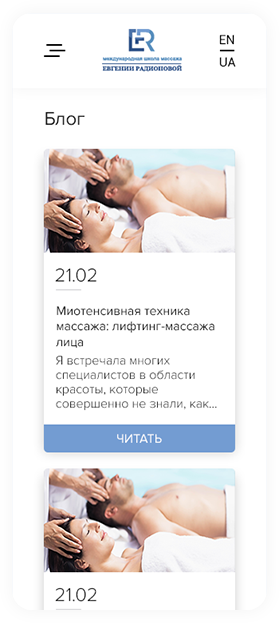 EN
ER
международная школа массажа
ЕВГЕНИИ РАДИОНОВОЙ
UA
Блог
21.02
Миотенсивная техника
массажа: лифтинг-массажа
лица
Я встречала многих
специалистов в области
красоты, которые
совершенно не знали, как...
ЧИТАТЬ
21.02